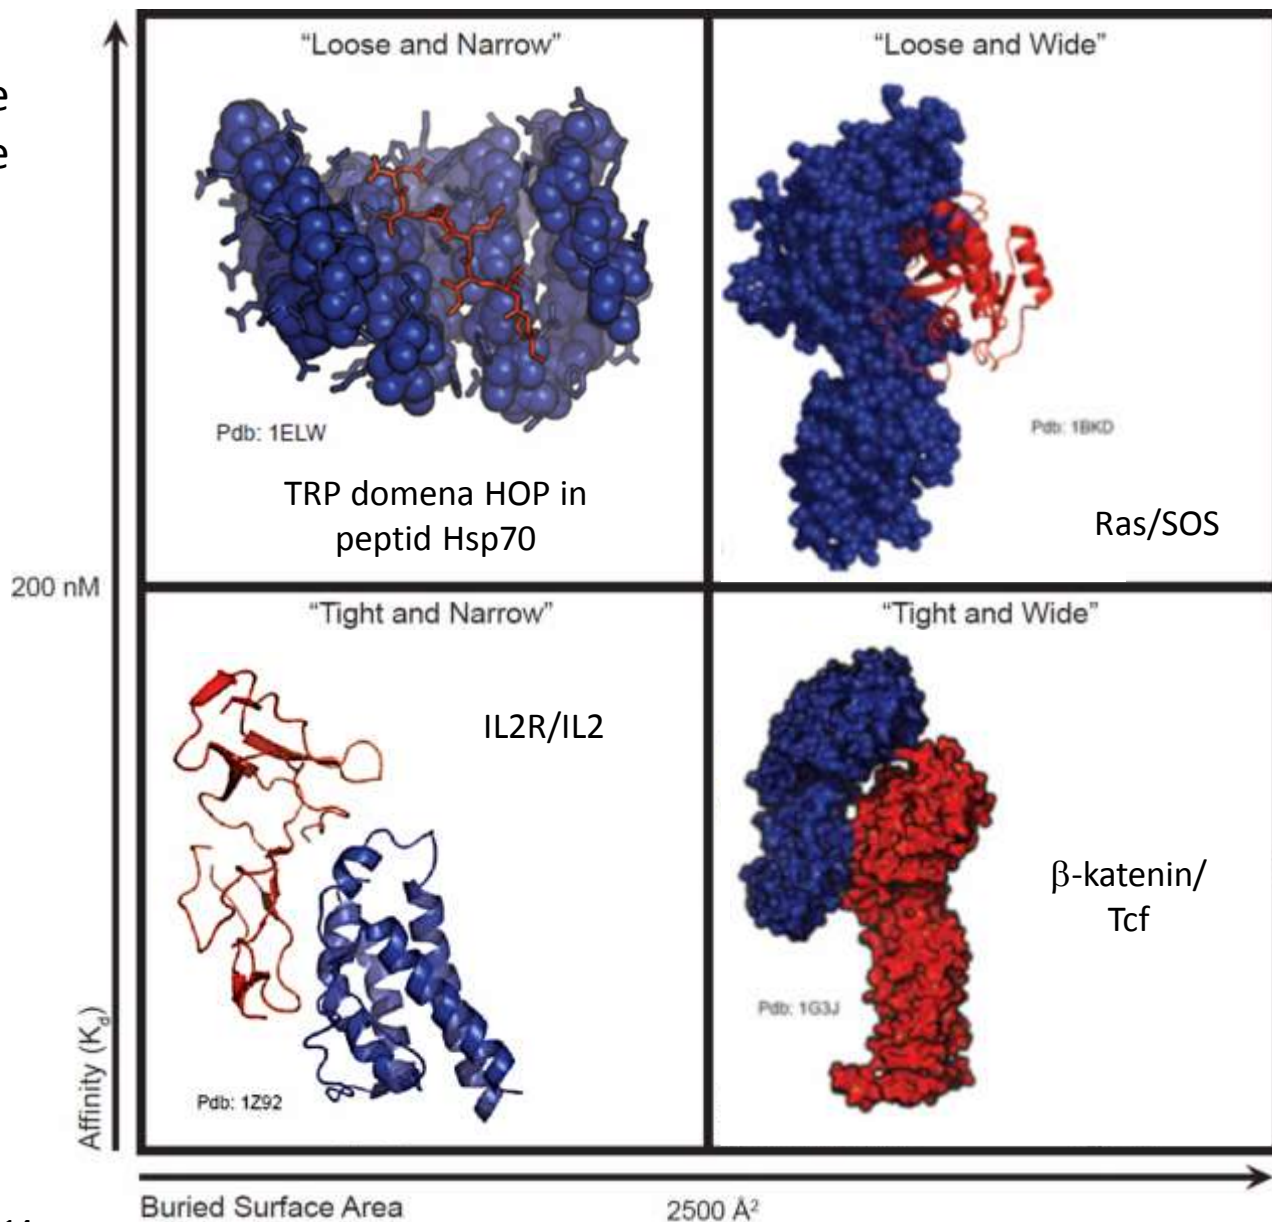 e
e
“Loose and Narrow”
“Loose and Wide”
Pdb: 1ELW
Pdb: 1BKD
TRP domena HOP in
peptid Hsp70
Ras/SOS
200 nM
“Tight and Narrow”
“Tight and Wide”
IL2R/IL2
β-katenin/
Tcf
Pdb: 1G3J
Pdb: 1Z92
Affinity (Kd)
Buried Surface Area
2500 Å²